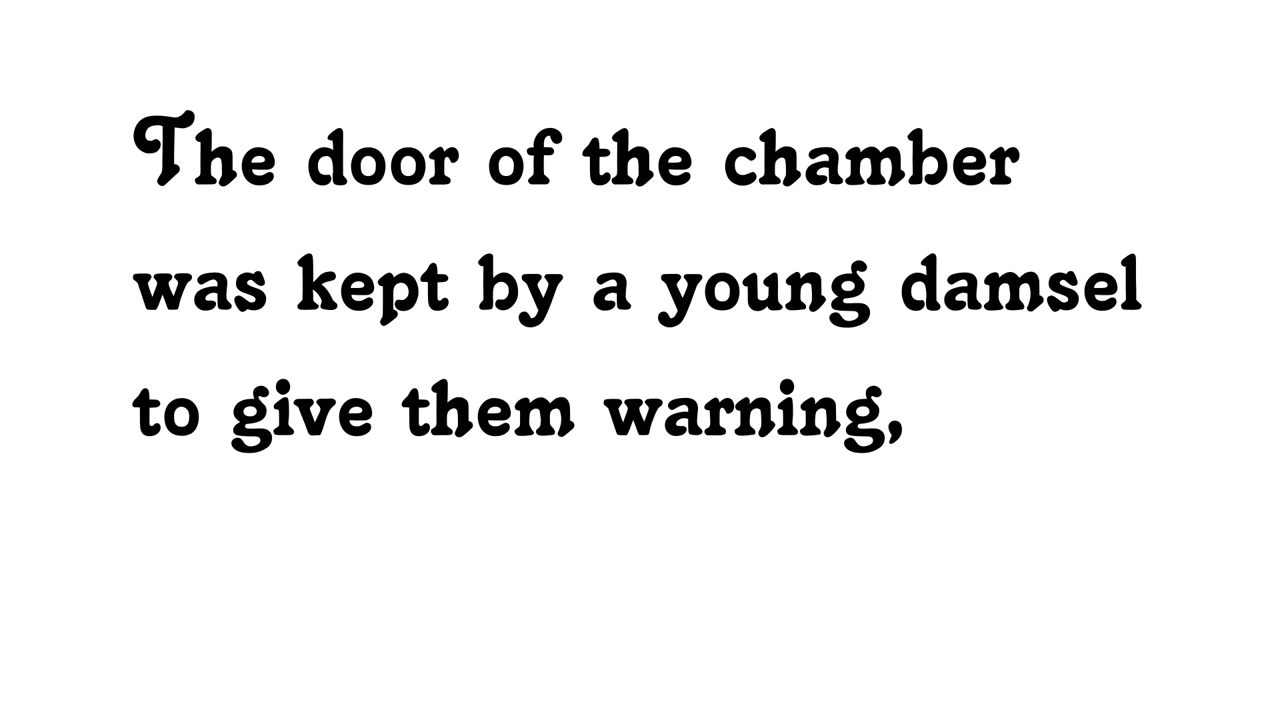 The door of the chamber
was kept by a young damsel
to give them warning,